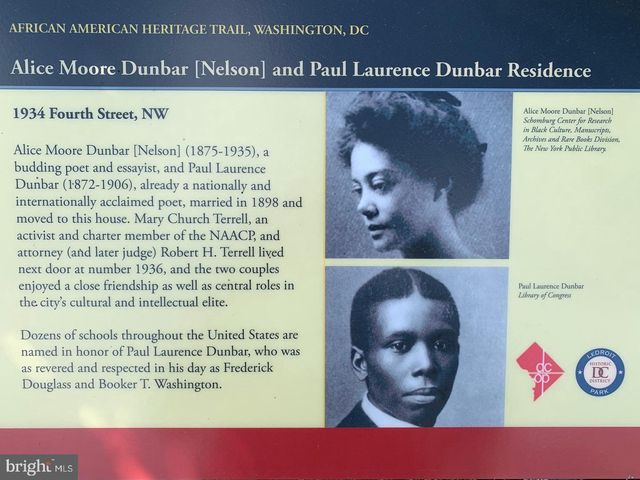 AFRICAN AMERICAN HERITAGE TRAIL, WASHINGTON, DC
Alice Moore Dunbar [Nelson] and Paul Laurence Dunbar Residence
1934 Fourth Street, NW
Alice Moore Dunbar [Nelson] (1875-1935), a
budding poet and essayist, and Paul Laurence
Dunbar (1872-1906), already a nationally and
internationally acclaimed poet, married in 1898 and
moved to this house. Mary Church Terrell, an
activist and charter member of the NAACP, and
attorney (and later judge) Robert H. Terrell lived
next door at number 1936, and the two couples
enjoyed a close friendship as well as central roles in
the city's cultural and intellectual elite.
Dozens of schools throughout the United States are
named in honor of Paul Laurence Dunbar, who was
as revered and respected in his day as Frederick
Douglass and Booker T. Washington.
Alice Moore Dunbar [Nelson]
Schomburg Center for Research
in Black Culture, Manuscripts,
Archives and Rare Books Division,
The New York Public Library.
Paul Laurence Dunbar
Library of Congress
dc
op
LEDROIT
HISTORIC
DC
DISTRICT
PARK
bright MLS